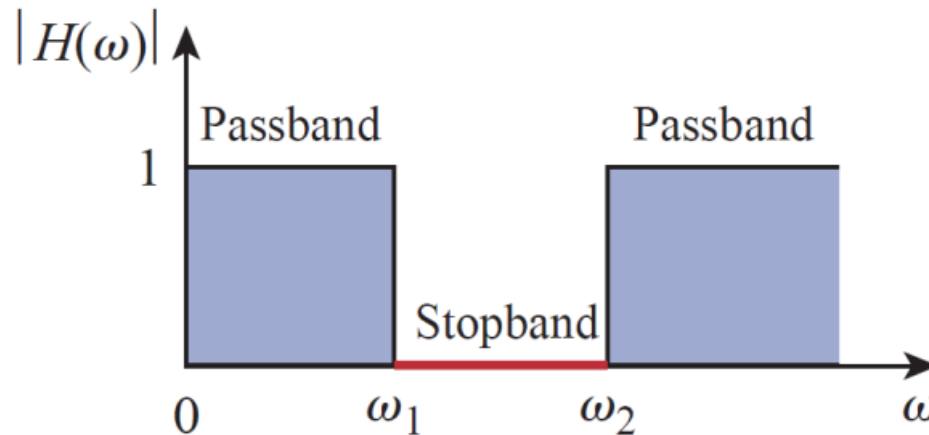 |H(ω)|
Passband Passband
1
Stopband
0 ω₁ ω₂ ω